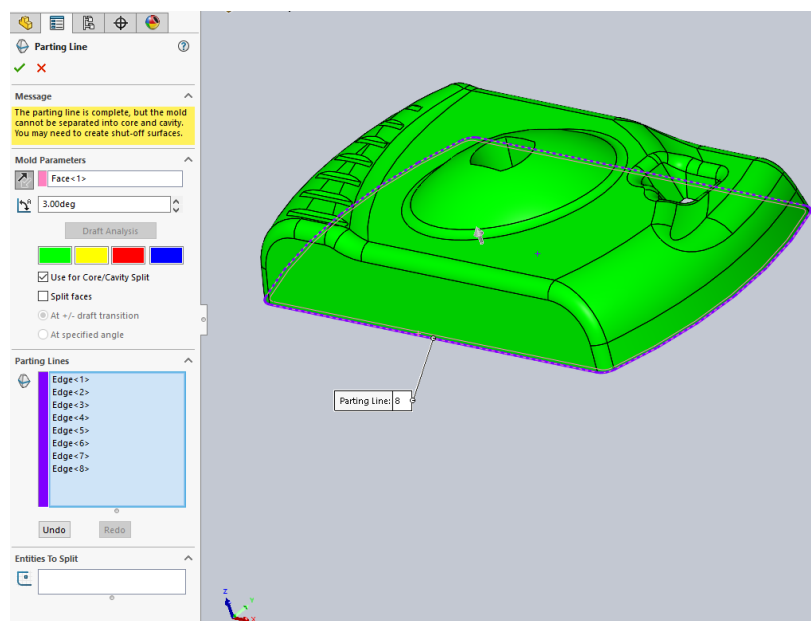 Parting Line
Message
The parting line is complete, but the mold
cannot be separated into core and cavity.
You may need to create shut-off surfaces.
Mold Parameters
Face<1>
3.00deg
Draft Analysis
Use for Core/Cavity Split
Split faces
At +/- draft transition
At specified angle
Parting Lines
Edge<1>
Edge<2>
Edge<3>
Edge<4>
Edge<5>
Edge<6>
Edge<7>
Edge<8>
Undo Redo
Entities To Split
Parting Line: 8
Z
Y
X